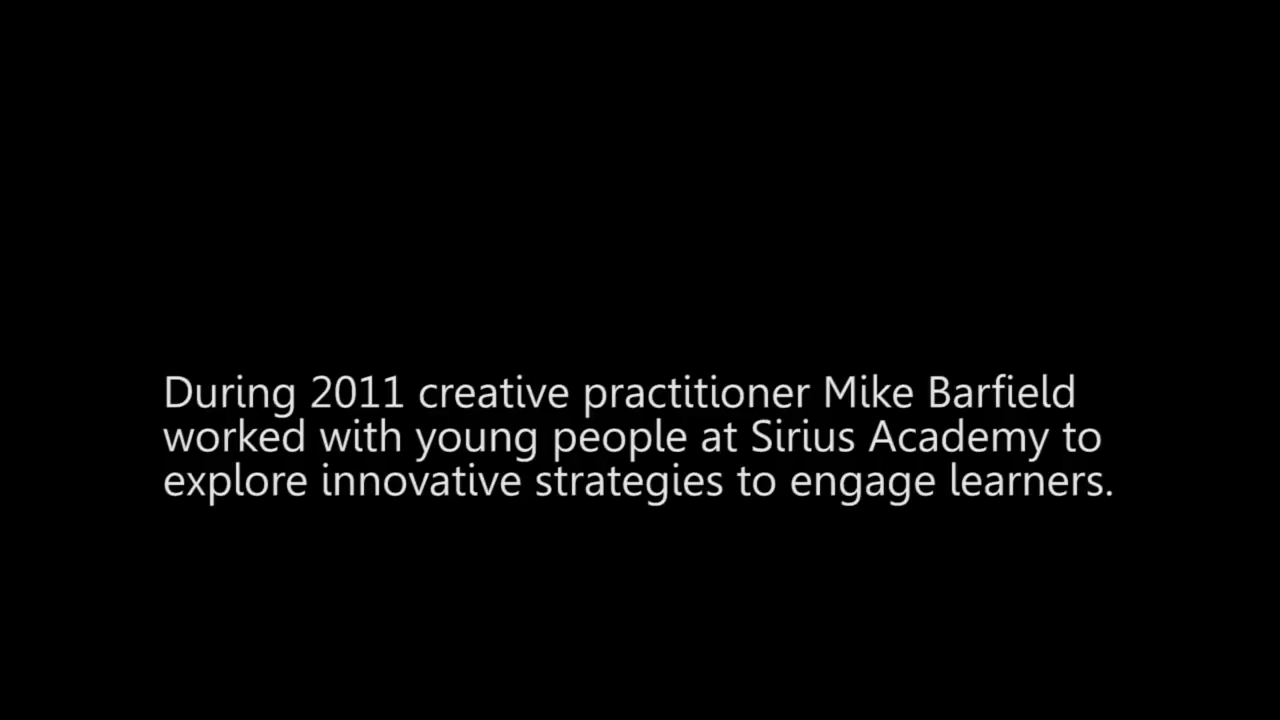 During 2011 creative practitioner Mike Barfield
worked with young people at Sirius Academy to
explore innovative strategies to engage learners.